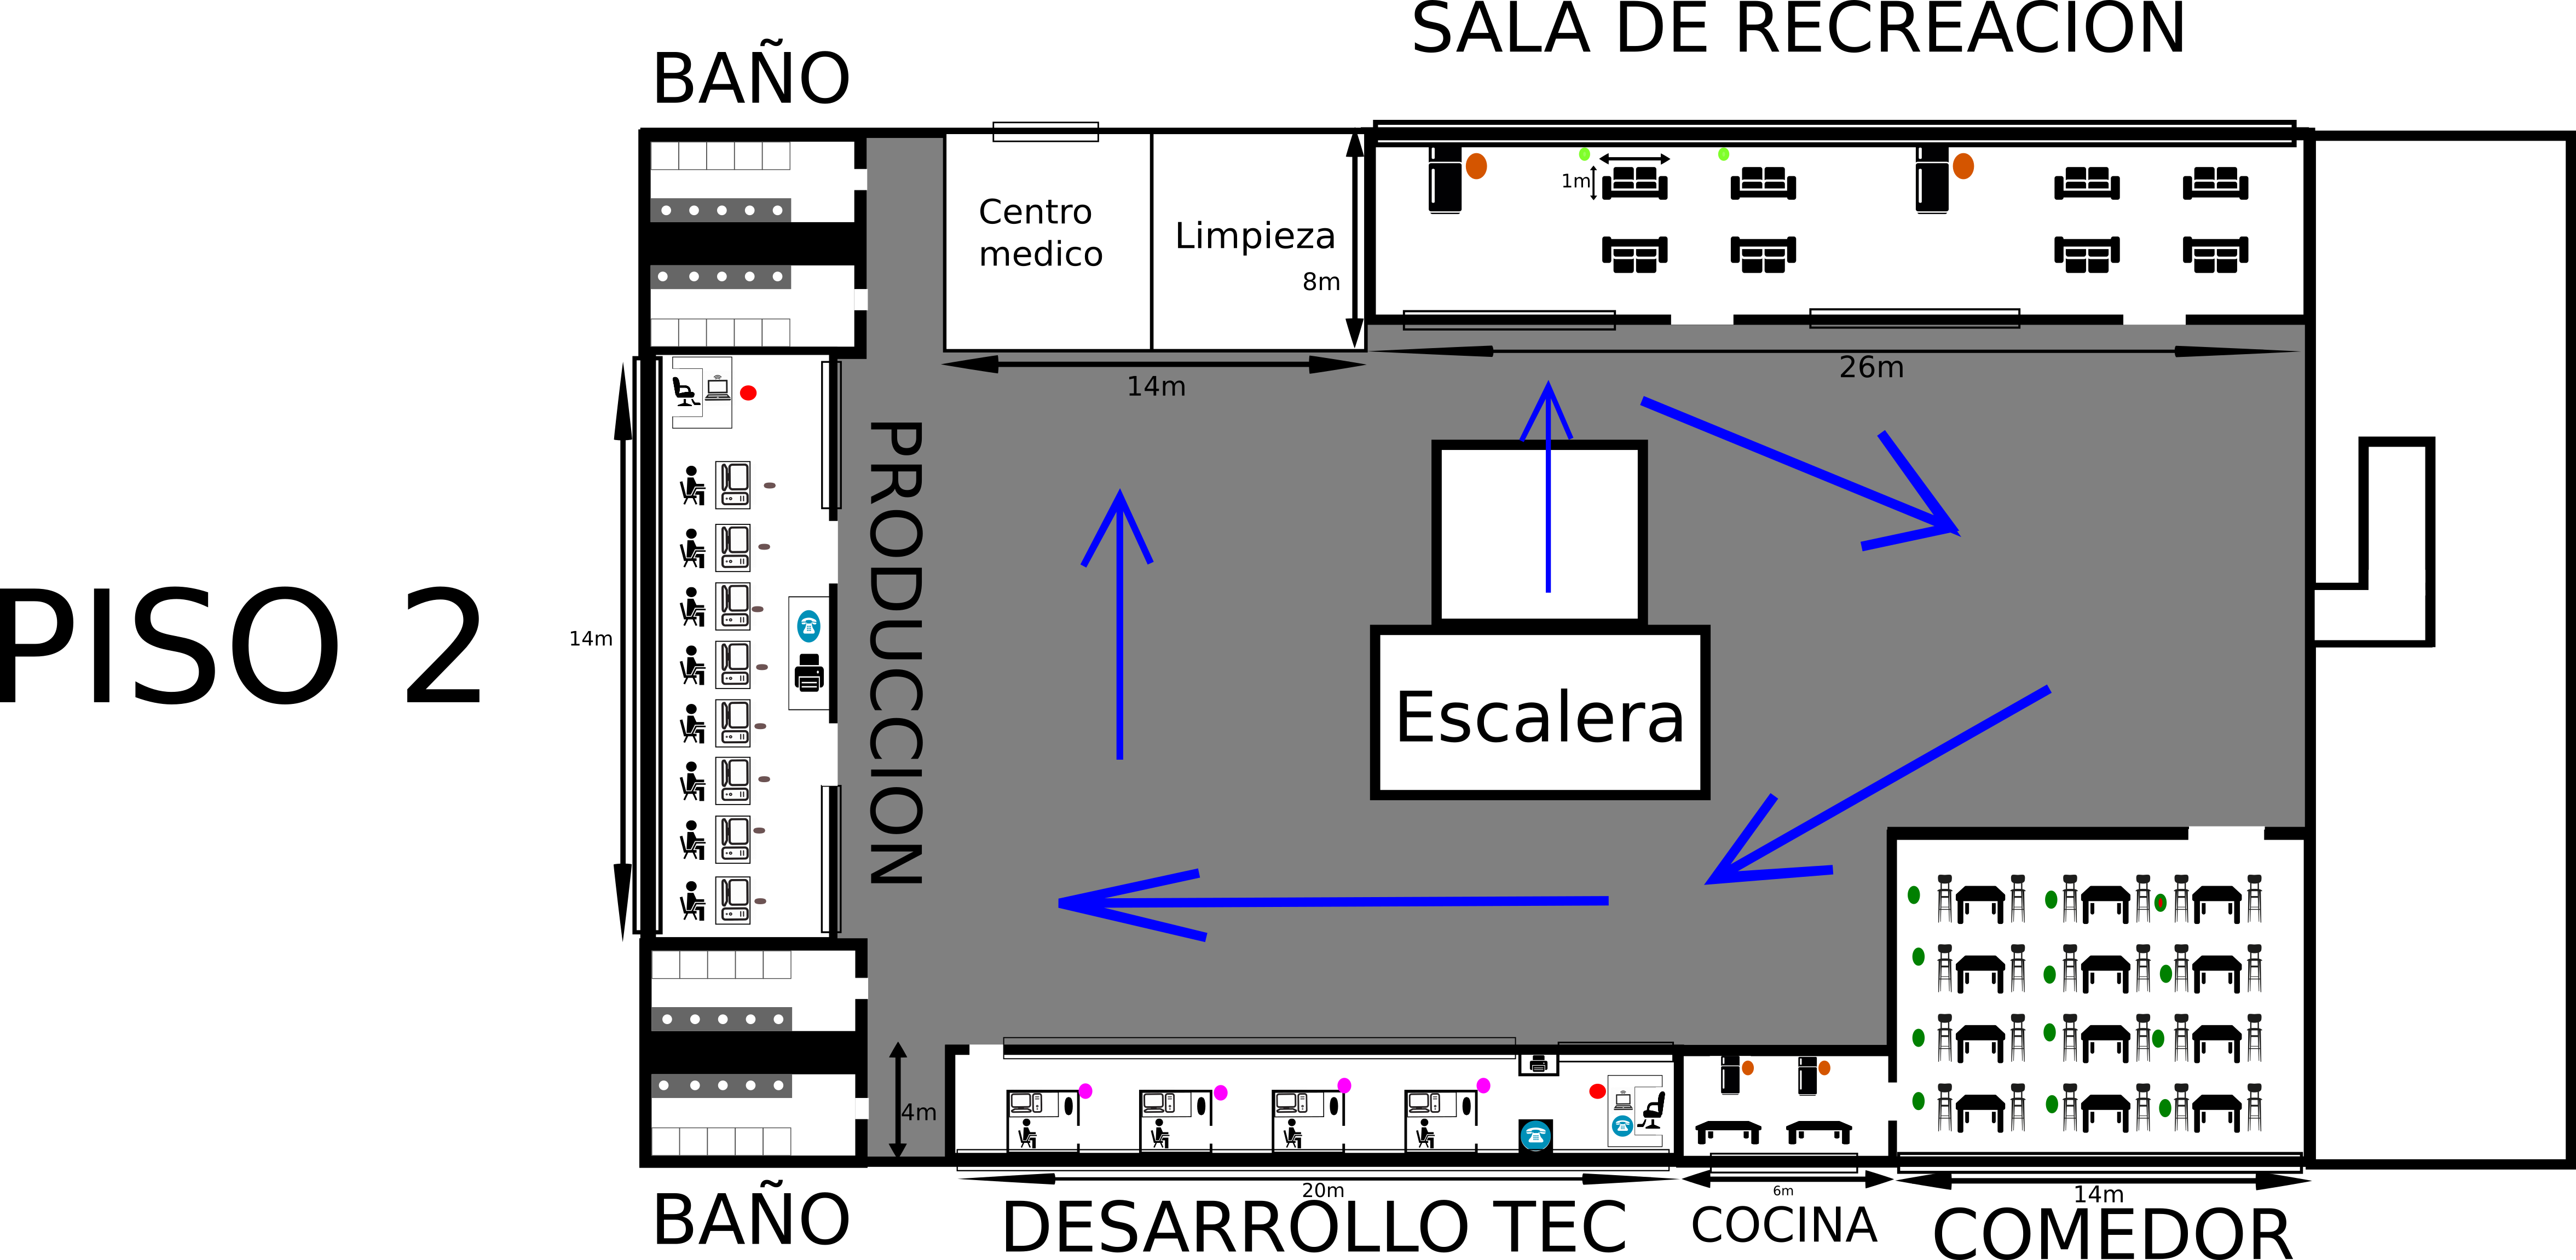 SALA DE RECREACION
BAÑO
Centro
medico
Limpieza
8m
1m
14m
26m
PRODUCCION
PISO 2
14m
Escalera
4m
20m
6m
14m
BAÑO
DESARROLLO TEC
COCINA
COMEDOR